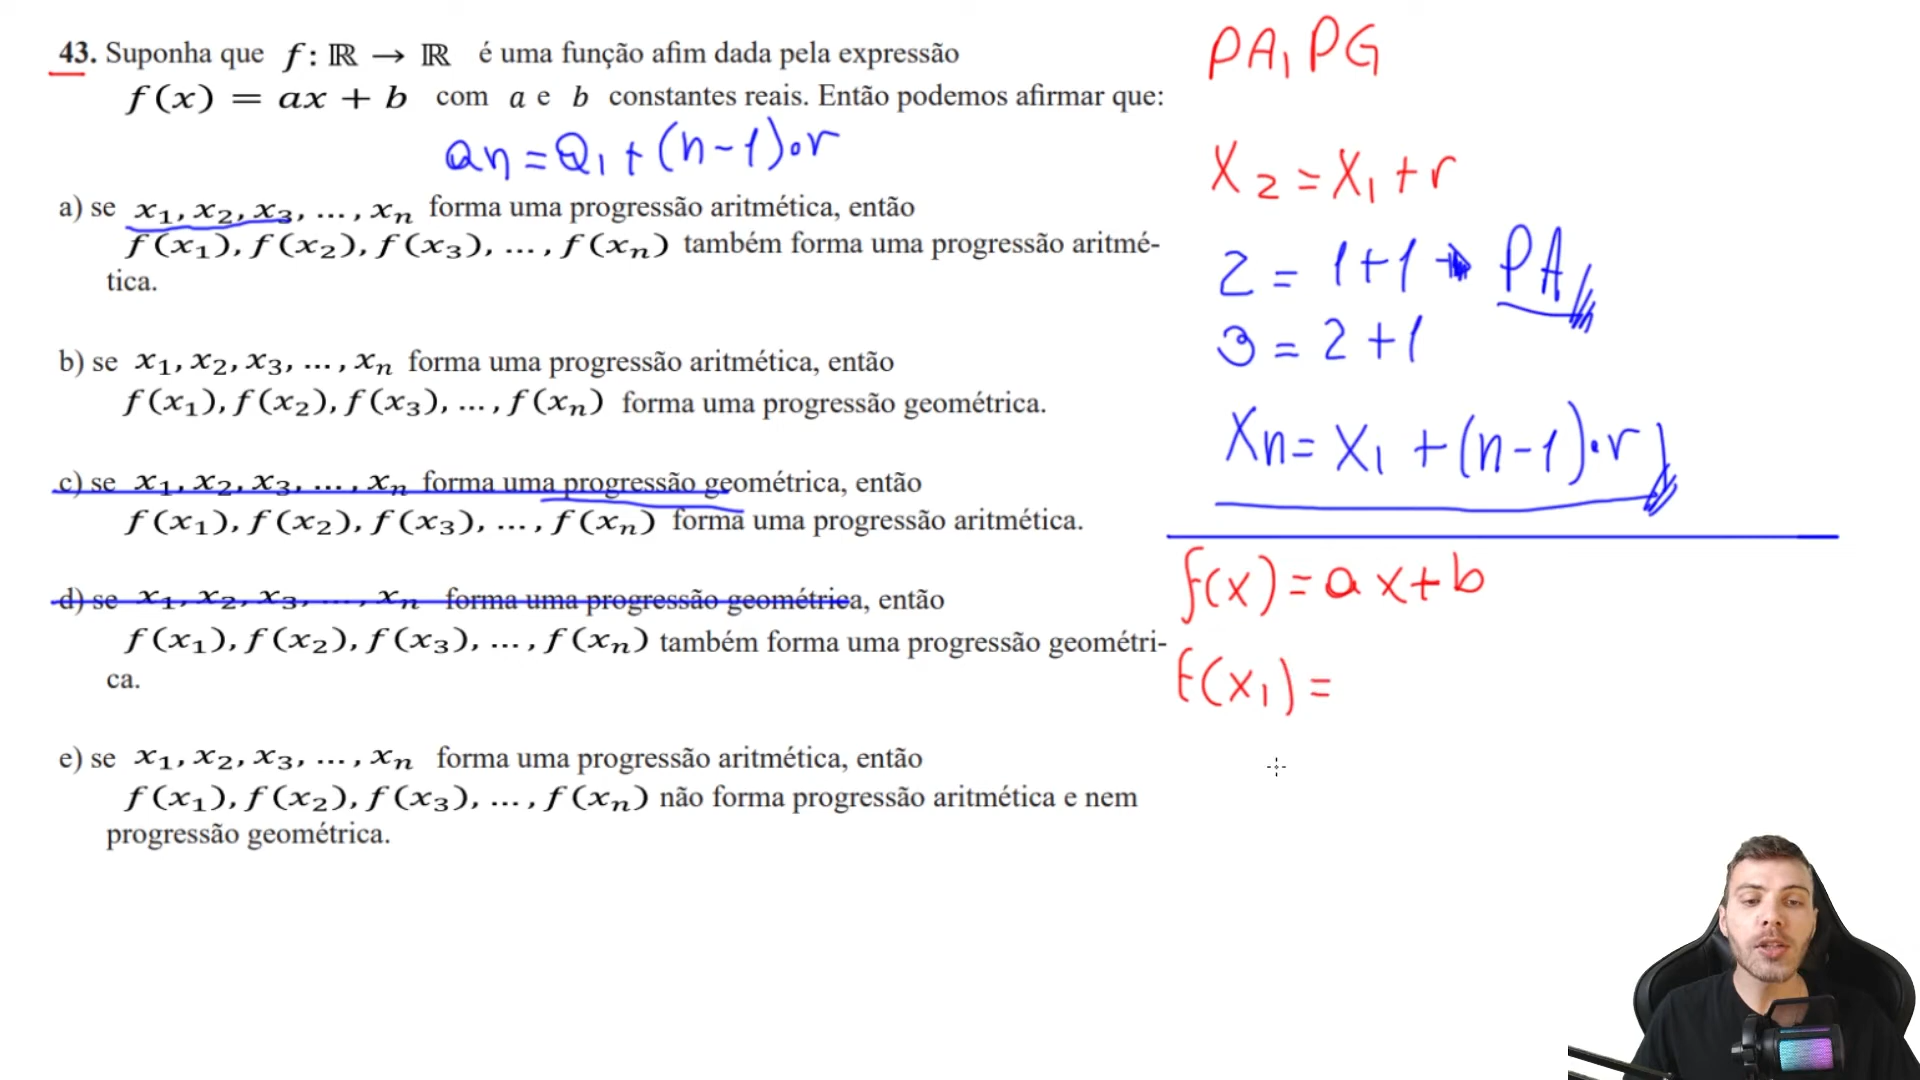 43. Suponha que f: ℝ → ℝ é uma função afim dada pela expressão
f(x) = ax + b com a e b constantes reais. Então podemos afirmar que:
an = a₁ + (n-1)·r
a) se x₁, x₂, x₃, ..., xₙ forma uma progressão aritmética, então
f(x₁), f(x₂), f(x₃), ..., f(xₙ) também forma uma progressão aritmé-
tica.
b) se x₁, x₂, x₃, ..., xₙ forma uma progressão aritmética, então
f(x₁), f(x₂), f(x₃), ..., f(xₙ) forma uma progressão geométrica.
c) se x₁, x₂, x₃, ..., xₙ forma uma progressão geométrica, então
f(x₁), f(x₂), f(x₃), ..., f(xₙ) forma uma progressão aritmética.
d) se x₁, x₂, x₃, ..., xₙ forma uma progressão geométrica, então
f(x₁), f(x₂), f(x₃), ..., f(xₙ) também forma uma progressão geométri-
ca.
e) se x₁, x₂, x₃, ..., xₙ forma uma progressão aritmética, então
f(x₁), f(x₂), f(x₃), ..., f(xₙ) não forma progressão aritmética e nem
progressão geométrica.
PA, PG
X₂ = X₁ + r
2 = 1+1 → PA
3 = 2+1
Xn = X₁ + (n-1)·r
f(x) = ax+b
f(x₁) =